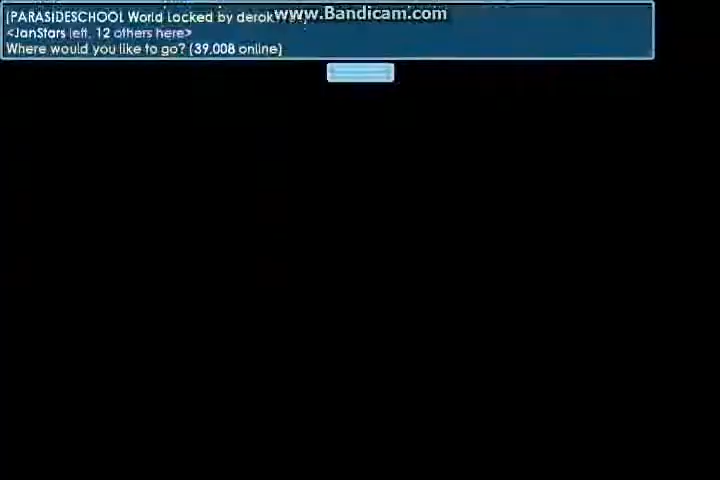 [PARASIDESCHOOL World Locked by derok
www.Bandicam.com
<JanStars left, 12 others here>
Where would you like to go? (39,008 online)